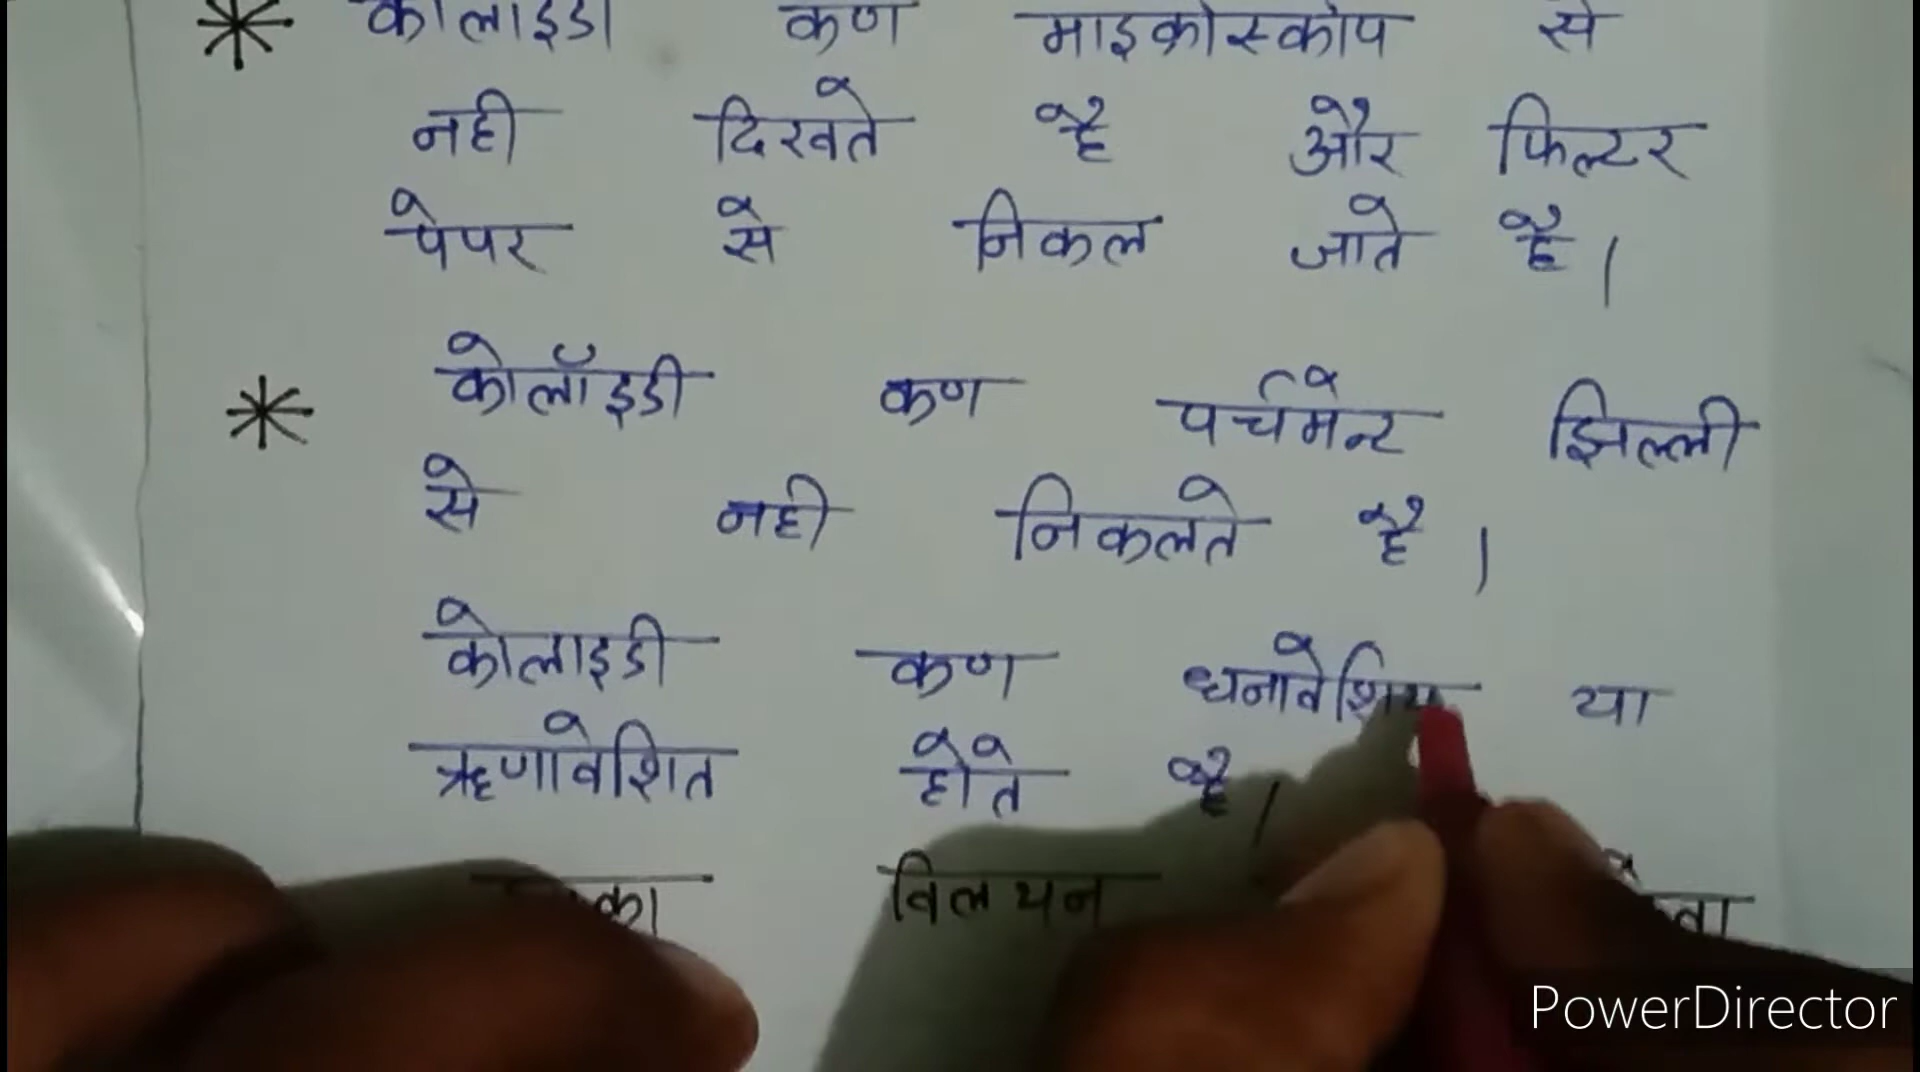 कोलाइडी कण माइक्रोस्कोप से
नही दिखते है और फिल्टर
पेपर से निकल जाते है।
कोलॉइडी कण पर्चमेन्ट झिल्ली
से नही निकलते है।
कोलाइडी कण या
ऋणावेशित होते है।
विलयन
PowerDirector